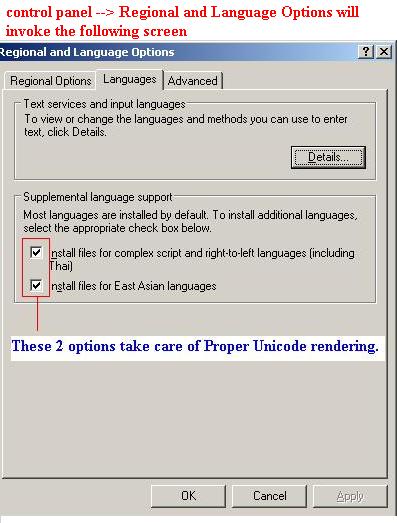 control panel --> Regional and Language Options will
invoke the following screen
Regional and Language Options
Regional Options Languages Advanced
Text services and input languages
To view or change the languages and methods you can use to enter
text, click Details.
Details...
Supplemental language support
Most languages are installed by default. To install additional languages,
select the appropriate check box below.
nstall files for complex script and right-to-left languages (including
Thai)
nstall files for East Asian languages
These 2 options take care of Proper Unicode rendering.
OK Cancel Apply